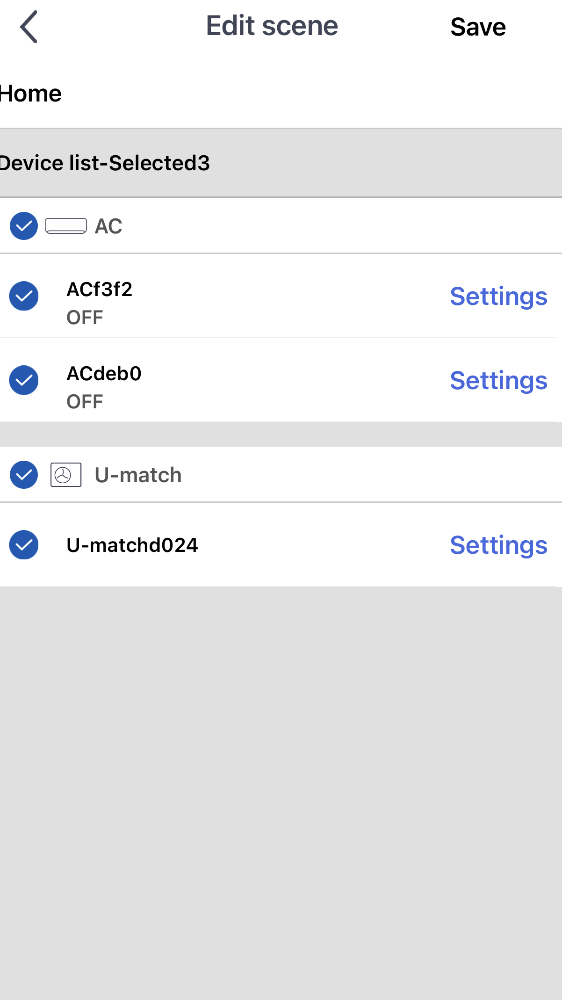 Edit scene
Save
Home
Device list-Selected3
AC
ACf3f2
OFF
Settings
ACdeb0
OFF
Settings
U-match
U-matchd024
Settings